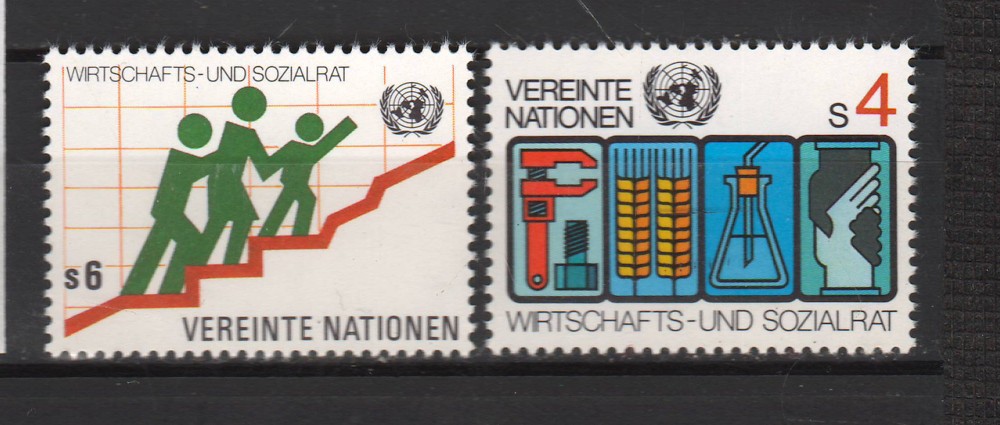 WIRTSCHAFTS-UND SOZIALRAT
s6
VEREINTE NATIONEN
VEREINTE
NATIONEN
s 4
WIRTSCHAFTS-UND SOZIALRAT